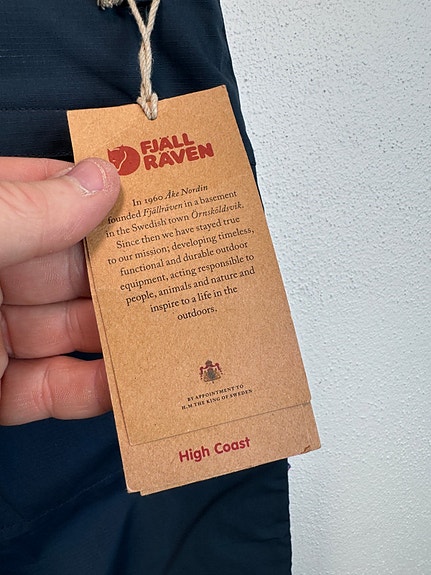 FJÄLL
RÄVEN
In 1960 Åke Nordin
founded Fjällräven in a basement
in the Swedish town Örnsköldsvik.
Since then we have stayed true
to our mission; developing timeless,
functional and durable outdoor
equipment, acting responsible to
people, animals and nature and
inspire to a life in the
outdoors.
BY APPOINTMENT TO
H.M. THE KING OF SWEDEN
High Coast